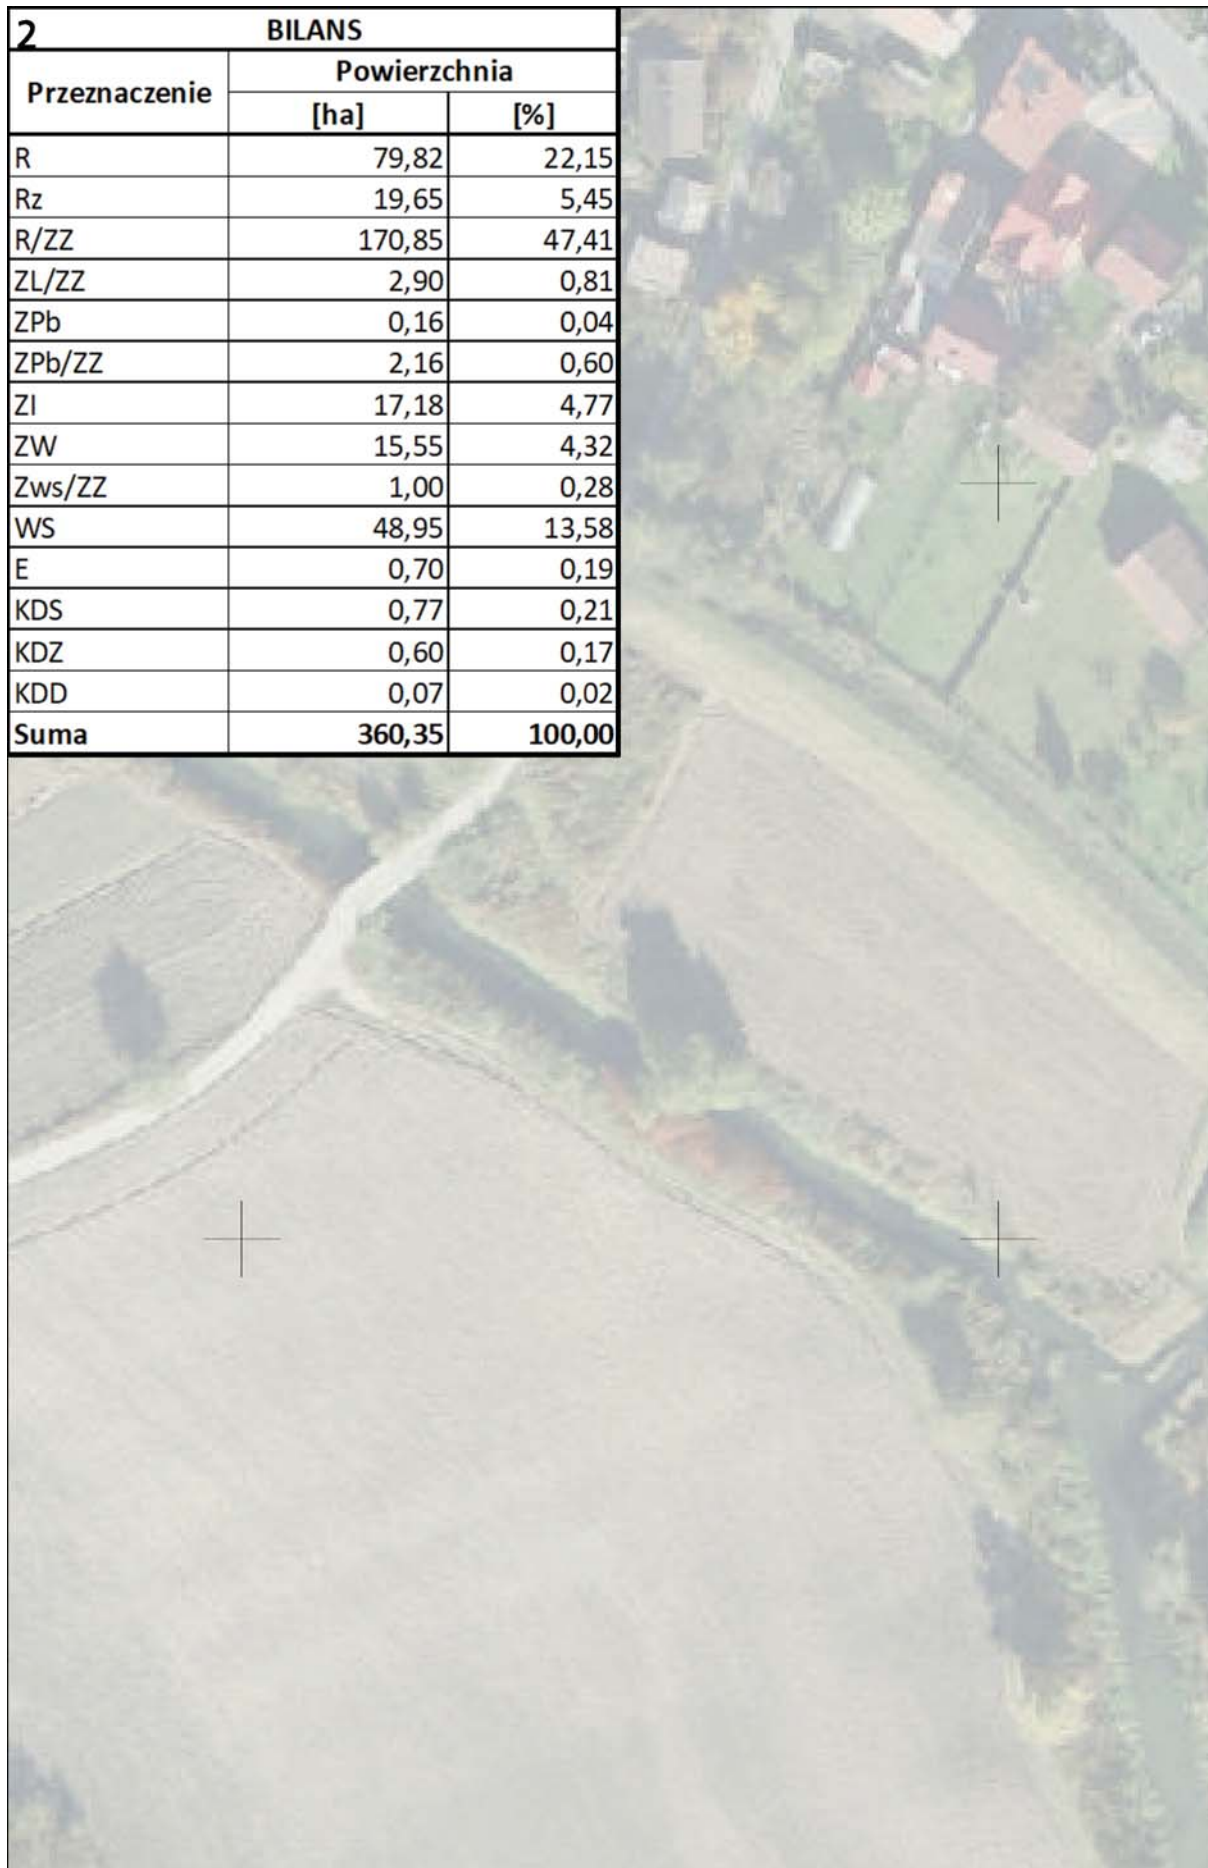 2 BILANS
Przeznaczenie Powierzchnia
[ha] [%]
R 79,82 22,15
Rz 19,65 5,45
R/ZZ 170,85 47,41
ZL/ZZ 2,90 0,81
ZPb 0,16 0,04
ZPb/ZZ 2,16 0,60
ZI 17,18 4,77
ZW 15,55 4,32
Zws/ZZ 1,00 0,28
WS 48,95 13,58
E 0,70 0,19
KDS 0,77 0,21
KDZ 0,60 0,17
KDD 0,07 0,02
Suma 360,35 100,00